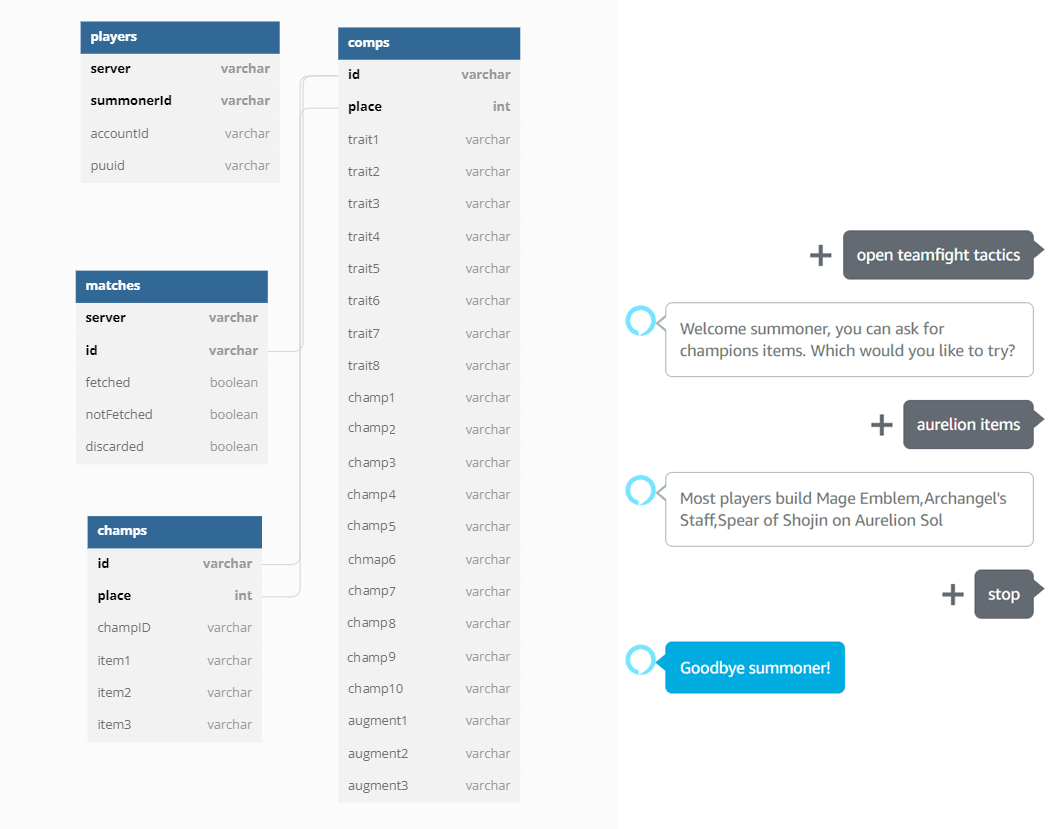 players
server varchar
summonerId varchar
accountId varchar
puuid varchar
matches
server varchar
id varchar
fetched boolean
notFetched boolean
discarded boolean
champs
id varchar
place int
champID varchar
item1 varchar
item2 varchar
item3 varchar
comps
id varchar
place int
trait1 varchar
trait2 varchar
trait3 varchar
trait4 varchar
trait5 varchar
trait6 varchar
trait7 varchar
trait8 varchar
champ1 varchar
champ2 varchar
champ3 varchar
champ4 varchar
champ5 varchar
chmap6 varchar
champ7 varchar
champ8 varchar
champ9 varchar
champ10 varchar
augment1 varchar
augment2 varchar
augment3 varchar
open teamfight tactics
Welcome summoner, you can ask for
champions items. Which would you like to try?
aurelion items
Most players build Mage Emblem,Archangel's
Staff,Spear of Shojin on Aurelion Sol
stop
Goodbye summoner!